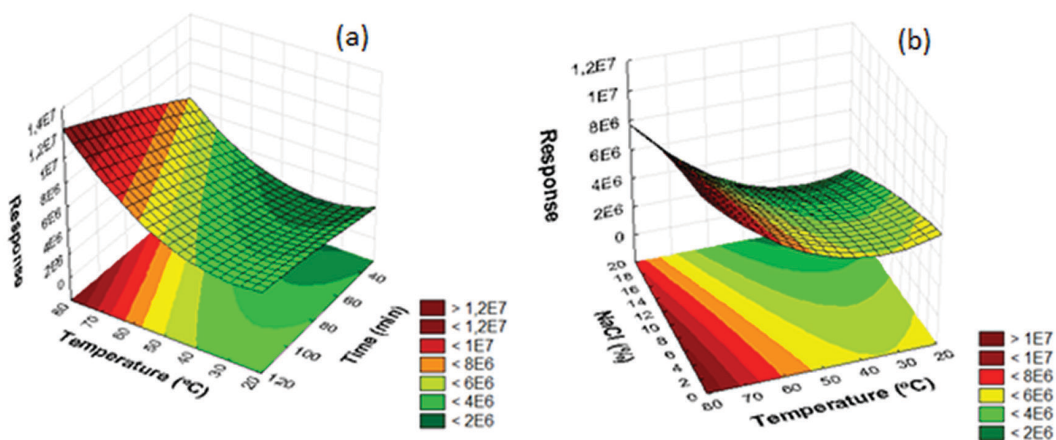 (a)
Response
1,4E7
1,2E7
1E7
8E6
6E6
4E6
2E6
0
80
70
60
50
40
30
20
Temperature (ºC)
40
60
80
100
120
Time (min)
> 1,2E7
< 1,2E7
< 1E7
< 8E6
< 6E6
< 4E6
< 2E6
(b)
Response
1,2E7
1E7
8E6
6E6
4E6
2E6
0
20
18
16
14
12
10
8
6
4
2
0
NaCl (%)
80
70
60
50
40
30
20
Temperature (ºC)
> 1E7
< 1E7
< 8E6
< 6E6
< 4E6
< 2E6